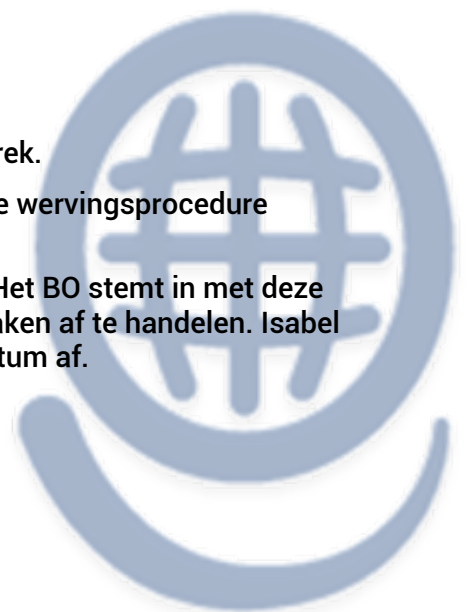 rek.
e wervingsprocedure
Het BO stemt in met deze
aken af te handelen. Isabel
tum af.